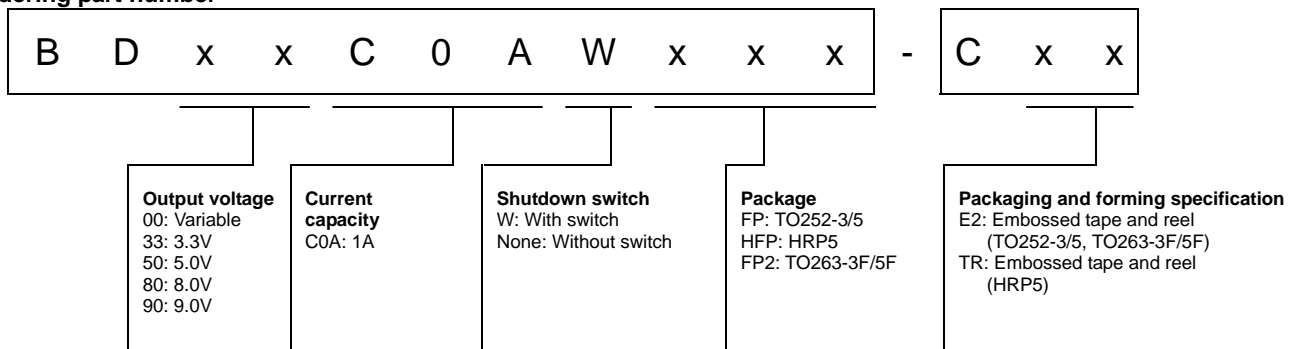 B D x x C 0 A W x x x - C x x
Output voltage
00: Variable
33: 3.3V
50: 5.0V
80: 8.0V
90: 9.0V
Current
capacity
C0A: 1A
Shutdown switch
W: With switch
None: Without switch
Package
FP: TO252-3/5
HFP: HRP5
FP2: TO263-3F/5F
Packaging and forming specification
E2: Embossed tape and reel
(TO252-3/5, TO263-3F/5F)
TR: Embossed tape and reel
(HRP5)